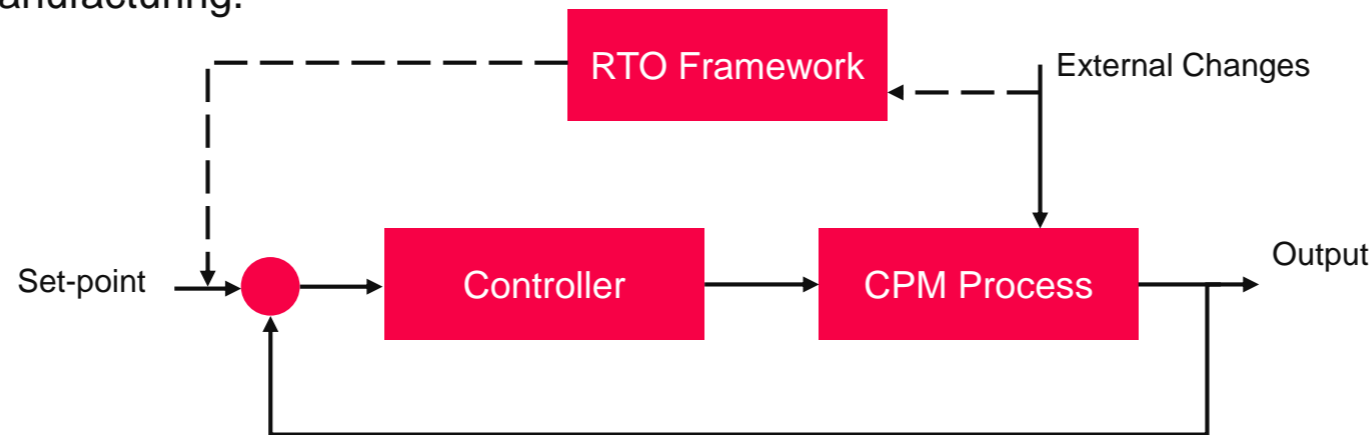 RTO Framework
External Changes
Set-point
Controller
CPM Process
Output